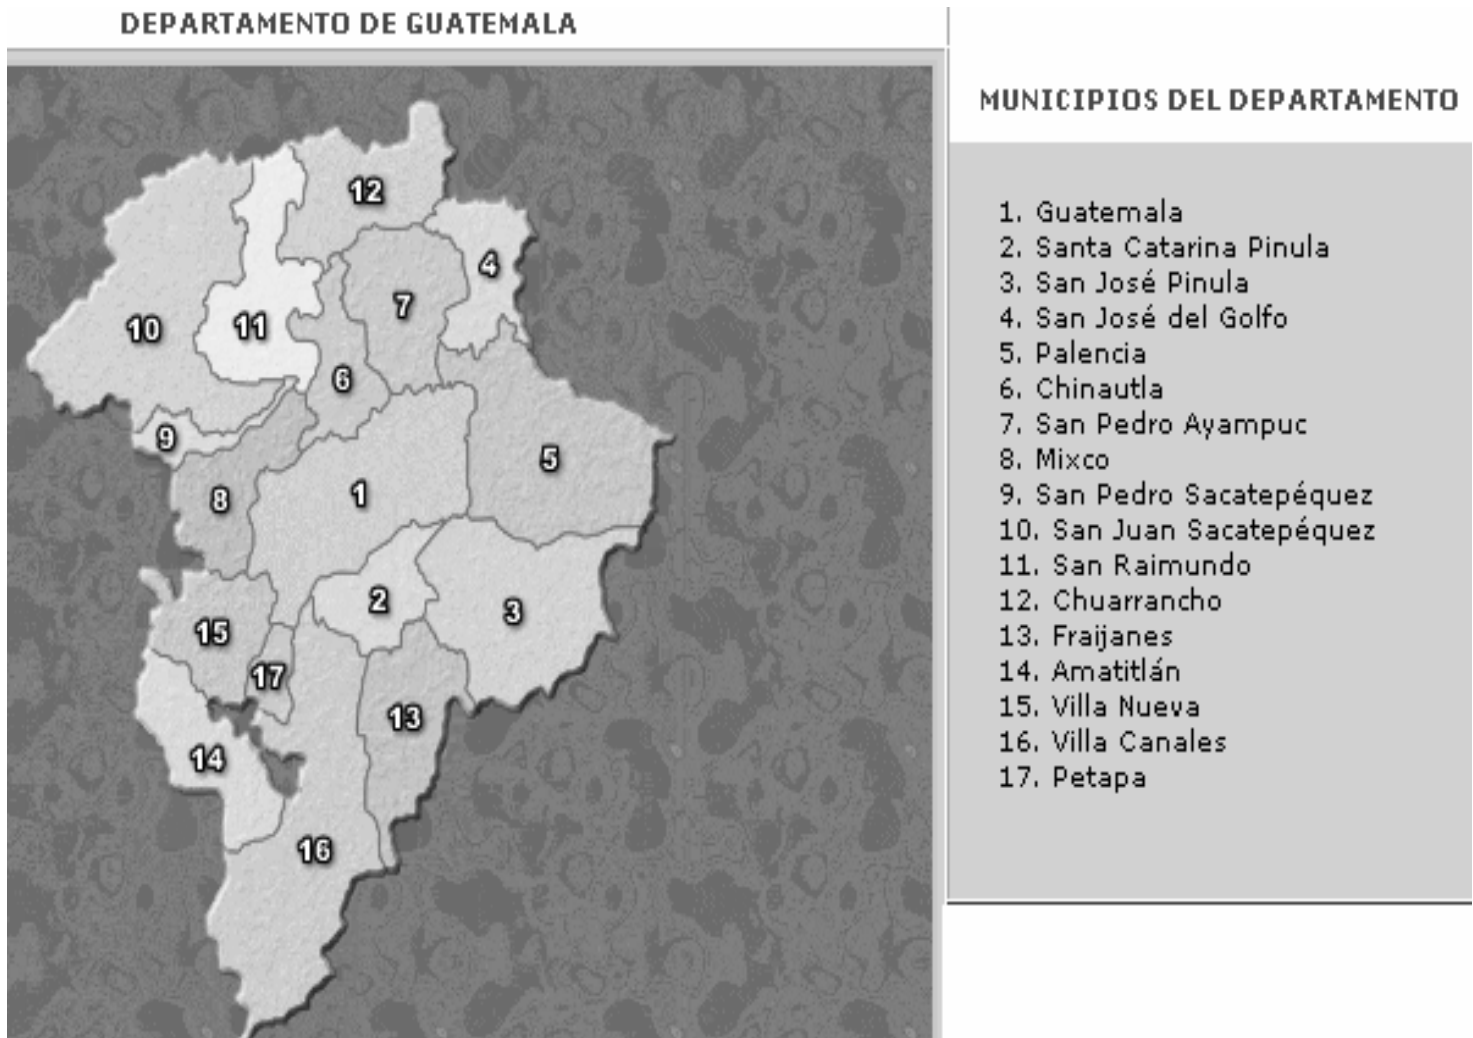 DEPARTAMENTO DE GUATEMALA
MUNICIPIOS DEL DEPARTAMENTO
1. Guatemala
2. Santa Catarina Pinula
3. San José Pinula
4. San José del Golfo
5. Palencia
6. Chinautla
7. San Pedro Ayampuc
8. Mixco
9. San Pedro Sacatepéquez
10. San Juan Sacatepéquez
11. San Raimundo
12. Chuarrancho
13. Fraijanes
14. Amatitlán
15. Villa Nueva
16. Villa Canales
17. Petapa
12
4
7
10
11
6
9
5
8
1
2
3
15
17
13
14
16